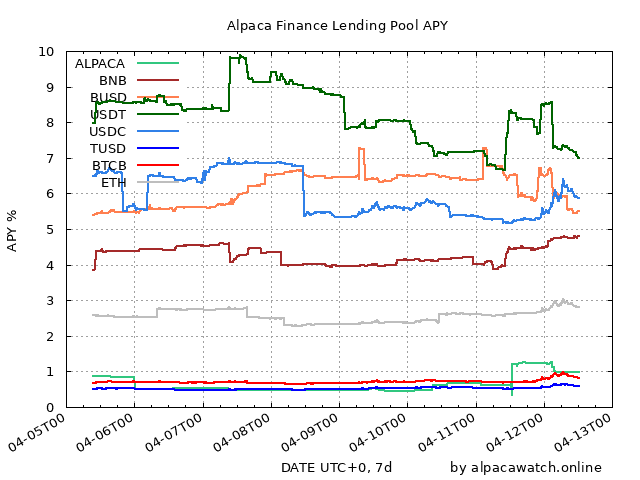 Alpaca Finance Lending Pool APY
10
9
8
7
6
5
4
3
2
1
0
APY %
ALPACA
BNB
BUSD
USDT
USDC
TUSD
BTCB
ETH
04-05T00
04-06T00
04-07T00
04-08T00
04-09T00
04-10T00
04-11T00
04-12T00
04-13T00
DATE UTC+0, 7d
by alpacawatch.online